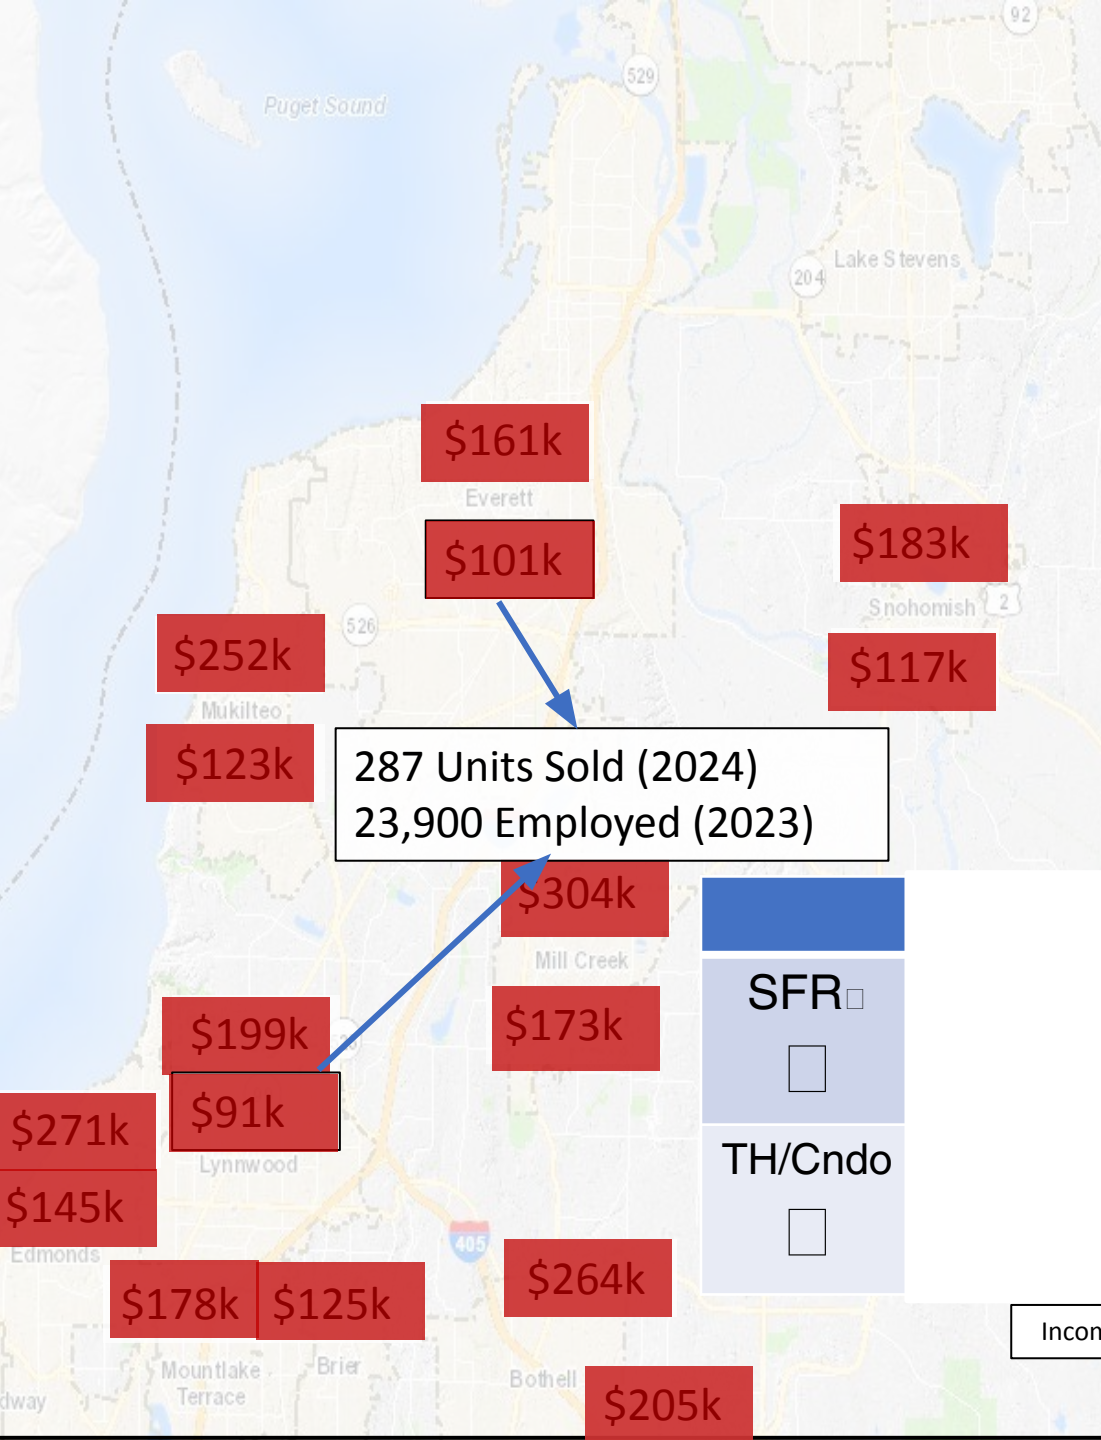 92
529
Puget Sound
Lake Stevens
204
$161k
Everett
$101k
$183k
Snohomish
2
526
$252k
$117k
Mukilteo
$123k
287 Units Sold (2024)
23,900 Employed (2023)
$304k
Mill Creek
SFR
$199k
$173k
$91k
$271k
Lynnwood
TH/Cndo
$145k
Edmonds
405
$264k
$178k
$125k
Incom
Mountlake
Terrace
Brier
Bothell
dway
$205k